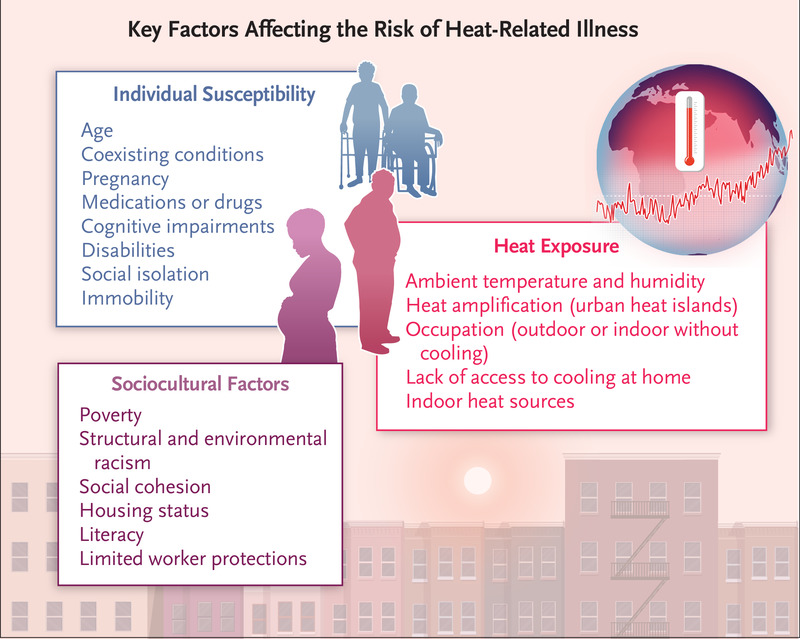 Key Factors Affecting the Risk of Heat-Related Illness
Individual Susceptibility
Age
Coexisting conditions
Pregnancy
Medications or drugs
Cognitive impairments
Disabilities
Social isolation
Immobility
Heat Exposure
Ambient temperature and humidity
Heat amplification (urban heat islands)
Occupation (outdoor or indoor without
cooling)
Lack of access to cooling at home
Indoor heat sources
Sociocultural Factors
Poverty
Structural and environmental
racism
Social cohesion
Housing status
Literacy
Limited worker protections